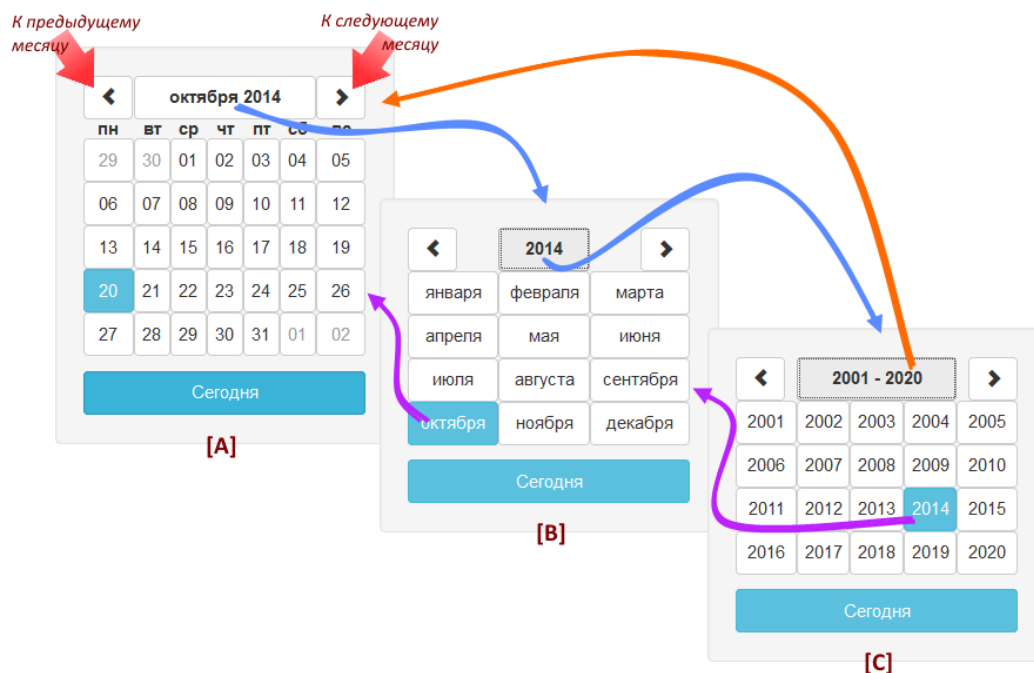 К предыдущему
месяцу
К следующему
месяцу
октября 2014
пн вт ср чт пт сб вс
29 30 01 02 03 04 05
06 07 08 09 10 11 12
13 14 15 16 17 18 19
20 21 22 23 24 25 26
27 28 29 30 31 01 02
Сегодня
[A]
2014
января февраля марта
апреля мая июня
июля августа сентября
октября ноября декабря
Сегодня
[B]
2001 - 2020
2001 2002 2003 2004 2005
2006 2007 2008 2009 2010
2011 2012 2013 2014 2015
2016 2017 2018 2019 2020
Сегодня
[C]